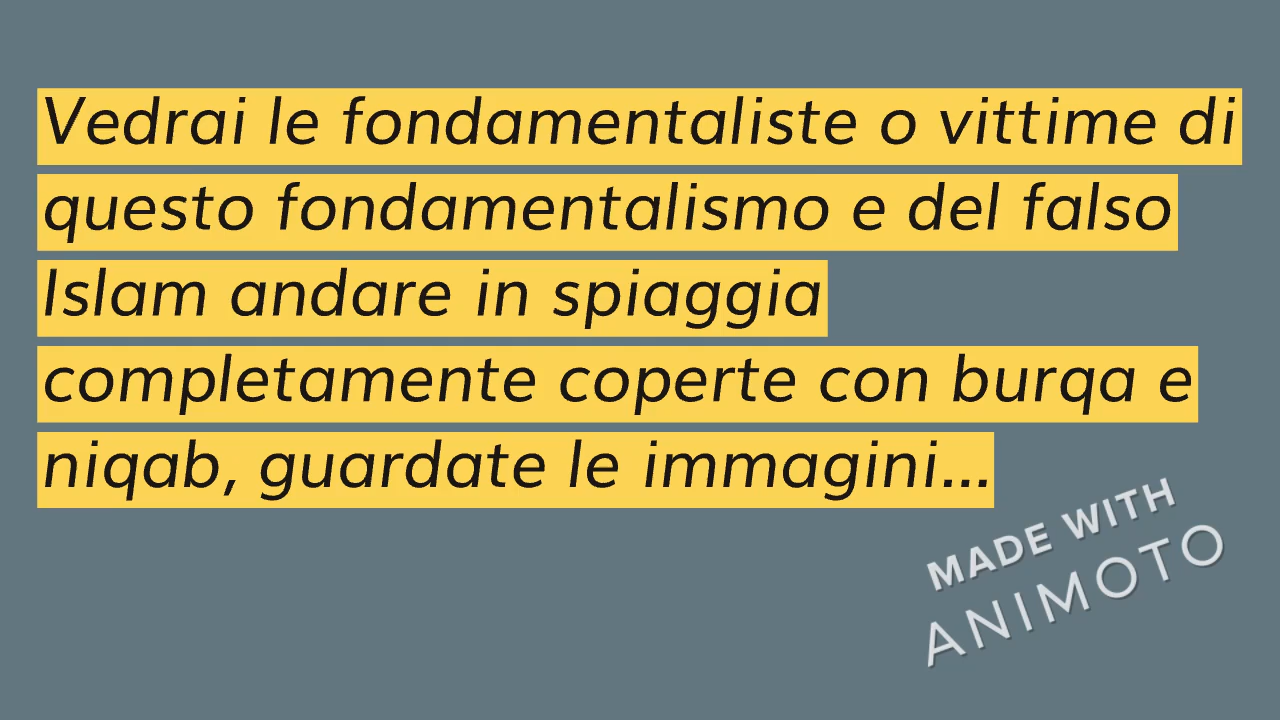 Vedrai le fondamentaliste o vittime di
questo fondamentalismo e del falso
Islam andare in spiaggia
completamente coperte con burqa e
niqab, guardate le immagini...
MADE WITH
ANIMOTO